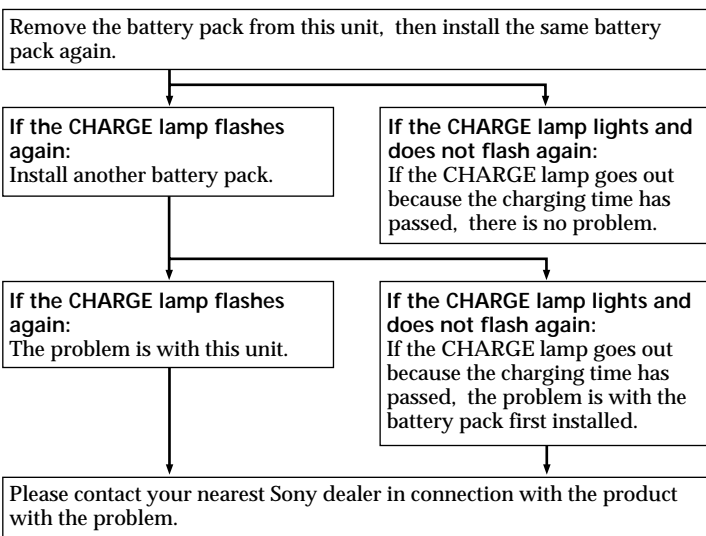 Remove the battery pack from this unit, then install the same battery
pack again.
If the CHARGE lamp flashes
again:
Install another battery pack.
If the CHARGE lamp lights and
does not flash again:
If the CHARGE lamp goes out
because the charging time has
passed, there is no problem.
If the CHARGE lamp flashes
again:
The problem is with this unit.
If the CHARGE lamp lights and
does not flash again:
If the CHARGE lamp goes out
because the charging time has
passed, the problem is with the
battery pack first installed.
Please contact your nearest Sony dealer in connection with the product
with the problem.